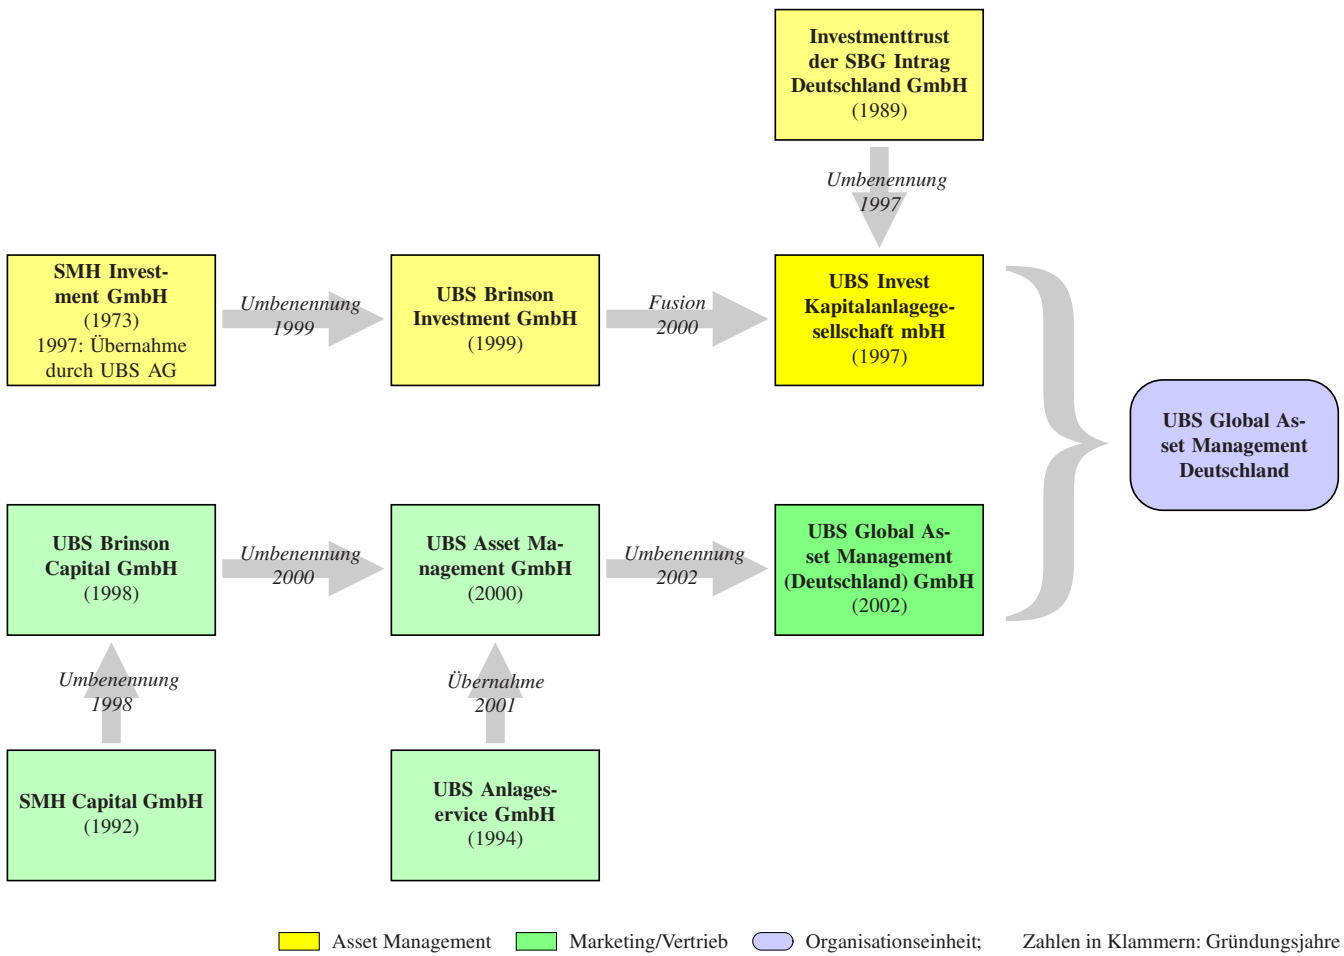 Investmenttrust
der SBG Intrag
Deutschland GmbH
(1989)
Umbenennung
1997
SMH Invest-
ment GmbH
(1973)
1997: Übernahme
durch UBS AG
Umbenennung
1999
UBS Brinson
Investment GmbH
(1999)
Fusion
2000
UBS Invest
Kapitalanlagege-
sellschaft mbH
(1997)
UBS Global As-
set Management
Deutschland
UBS Brinson
Capital GmbH
(1998)
Umbenennung
2000
UBS Asset Ma-
nagement GmbH
(2000)
Umbenennung
2002
UBS Global As-
set Management
(Deutschland) GmbH
(2002)
Umbenennung
1998
Übernahme
2001
SMH Capital GmbH
(1992)
UBS Anlages-
ervice GmbH
(1994)
Asset Management Marketing/Vertrieb Organisationseinheit; Zahlen in Klammern: Gründungsjahre